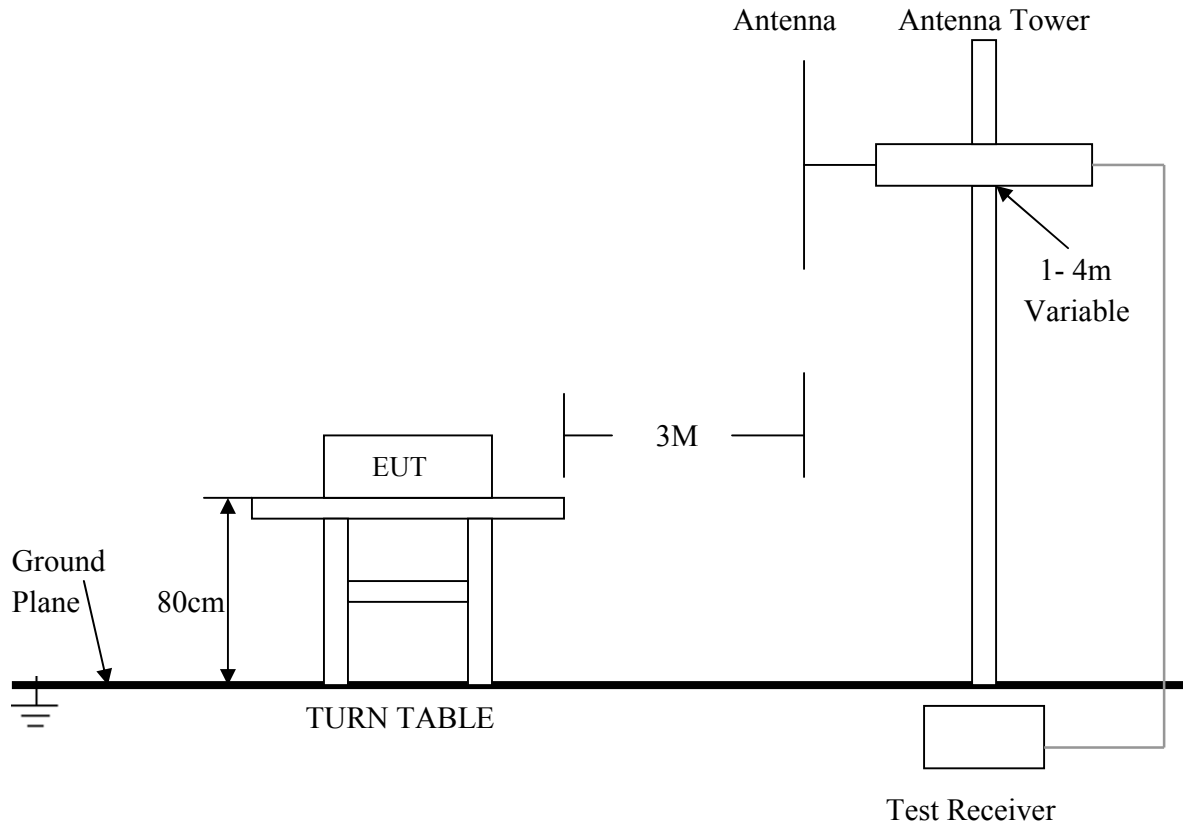 Antenna
Antenna Tower
1- 4m
Variable
3M
EUT
Ground
Plane
80cm
TURN TABLE
Test Receiver